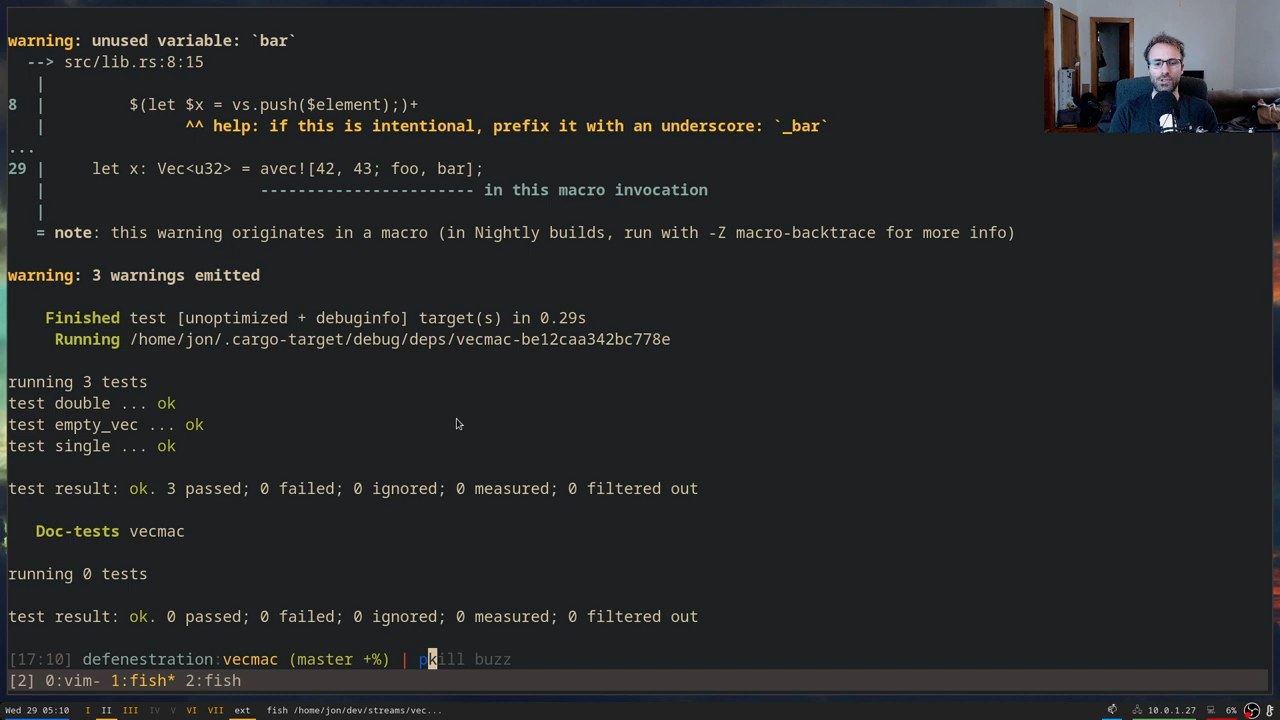 warning: unused variable: `bar`
--> src/lib.rs:8:15
|
8 | $(let $x = vs.push($element);)+
| ^^ help: if this is intentional, prefix it with an underscore: `_bar`
...
29 | let x: Vec<u32> = avec![42, 43; foo, bar];
| ----------------------- in this macro invocation
|
= note: this warning originates in a macro (in Nightly builds, run with -Z macro-backtrace for more info)
warning: 3 warnings emitted
Finished test [unoptimized + debuginfo] target(s) in 0.29s
Running /home/jon/.cargo-target/debug/deps/vecmac-be12caa342bc778e
running 3 tests
test double ... ok
test empty_vec ... ok
test single ... ok
test result: ok. 3 passed; 0 failed; 0 ignored; 0 measured; 0 filtered out
Doc-tests vecmac
running 0 tests
test result: ok. 0 passed; 0 failed; 0 ignored; 0 measured; 0 filtered out
[17:10] defenestration:vecmac (master +%) | pkill buzz
[2] 0:vim- 1:fish* 2:fish
Wed 29 05:10 I II III IV V VI VII ext fish /home/jon/dev/streams/vec... 10.0.1.27 6%